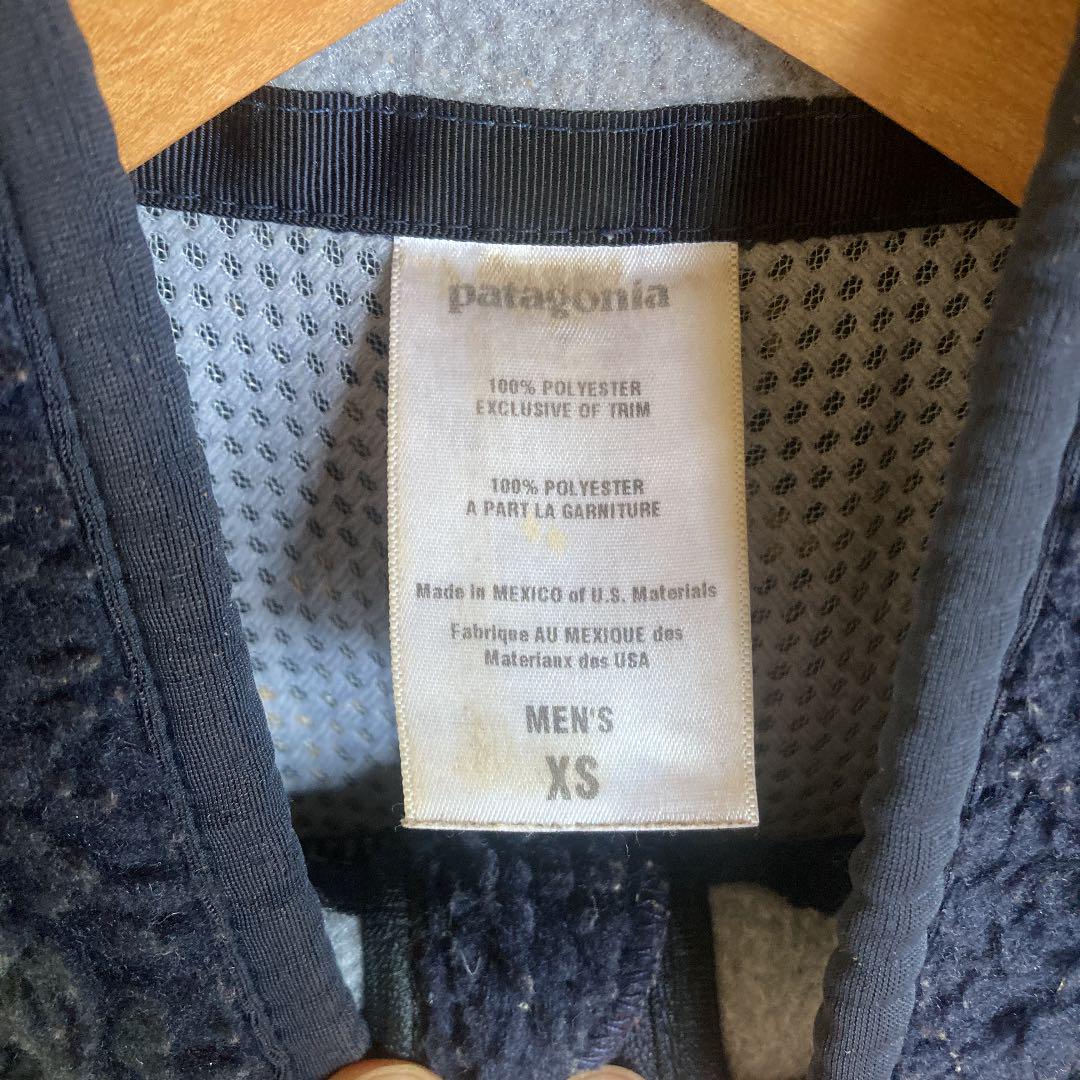 patagonia
100% POLYESTER
EXCLUSIVE OF TRIM
100% POLYESTER
A PART LA GARNITURE
Made in MEXICO of U.S. Materials
Fabrique AU MEXIQUE des
Materiaux des USA
MEN'S
XS